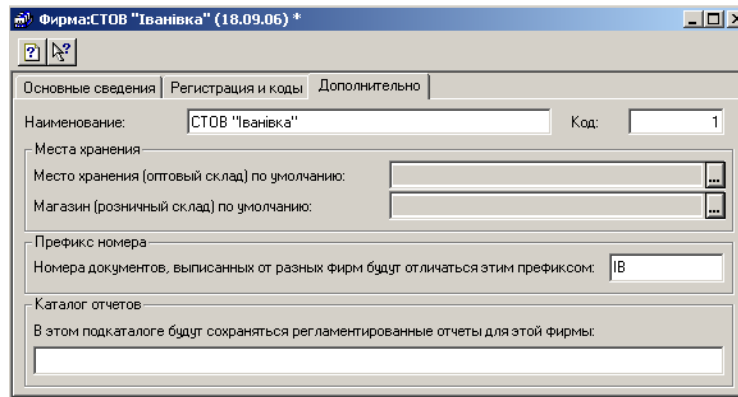 Фирма:СТОВ "Іванівка" (18.09.06) *
Основные сведения Регистрация и коды Дополнительно
Наименование: СТОВ "Іванівка" Код: 1
Места хранения
Место хранения (оптовый склад) по умолчанию: ...
Магазин (розничный склад) по умолчанию: ...
Префикс номера
Номера документов, выписанных от разных фирм будут отличаться этим префиксом: ІВ
Каталог отчетов
В этом подкаталоге будут сохраняться регламентированные отчеты для этой фирмы: